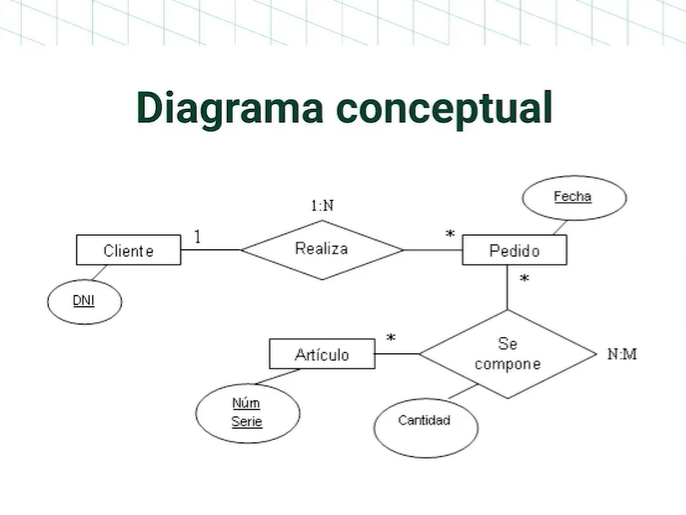 Diagrama conceptual
Fecha
1:N
Cliente
1
Realiza
*
Pedido
*
DNI
Artículo
*
Se
compone
N:M
Núm
Serie
Cantidad